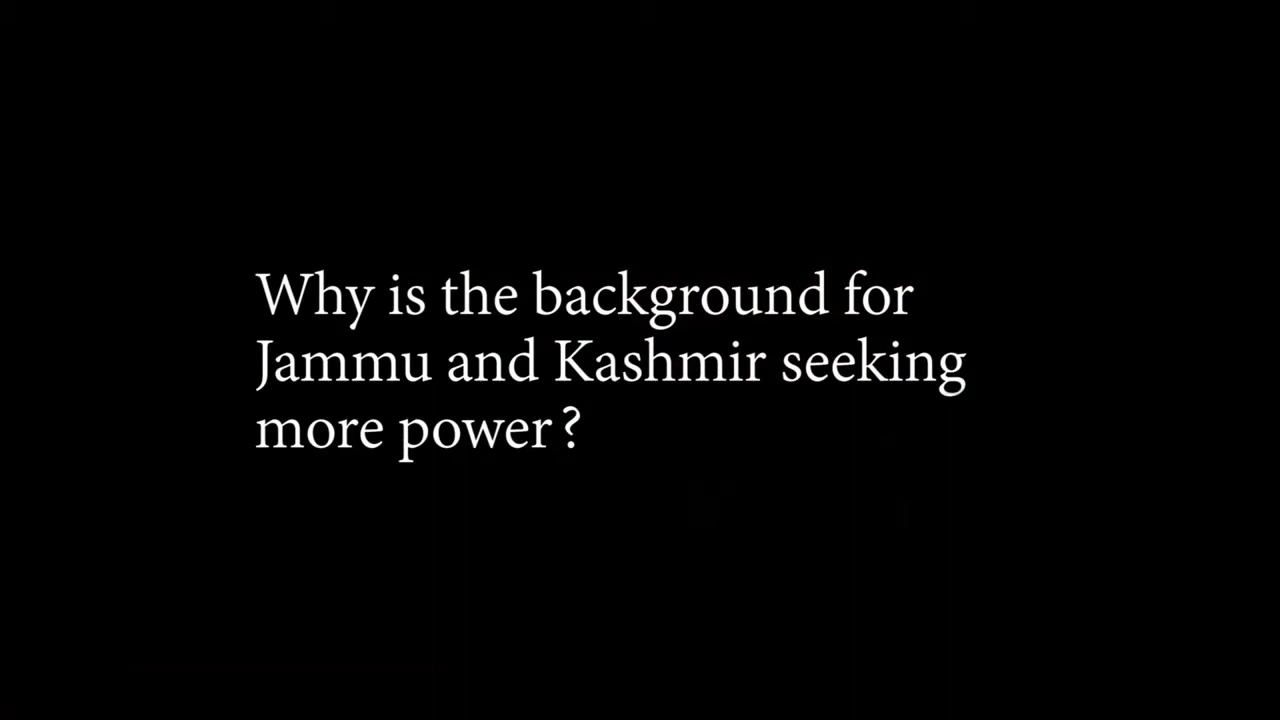 Why is the background for
Jammu and Kashmir seeking
more power?